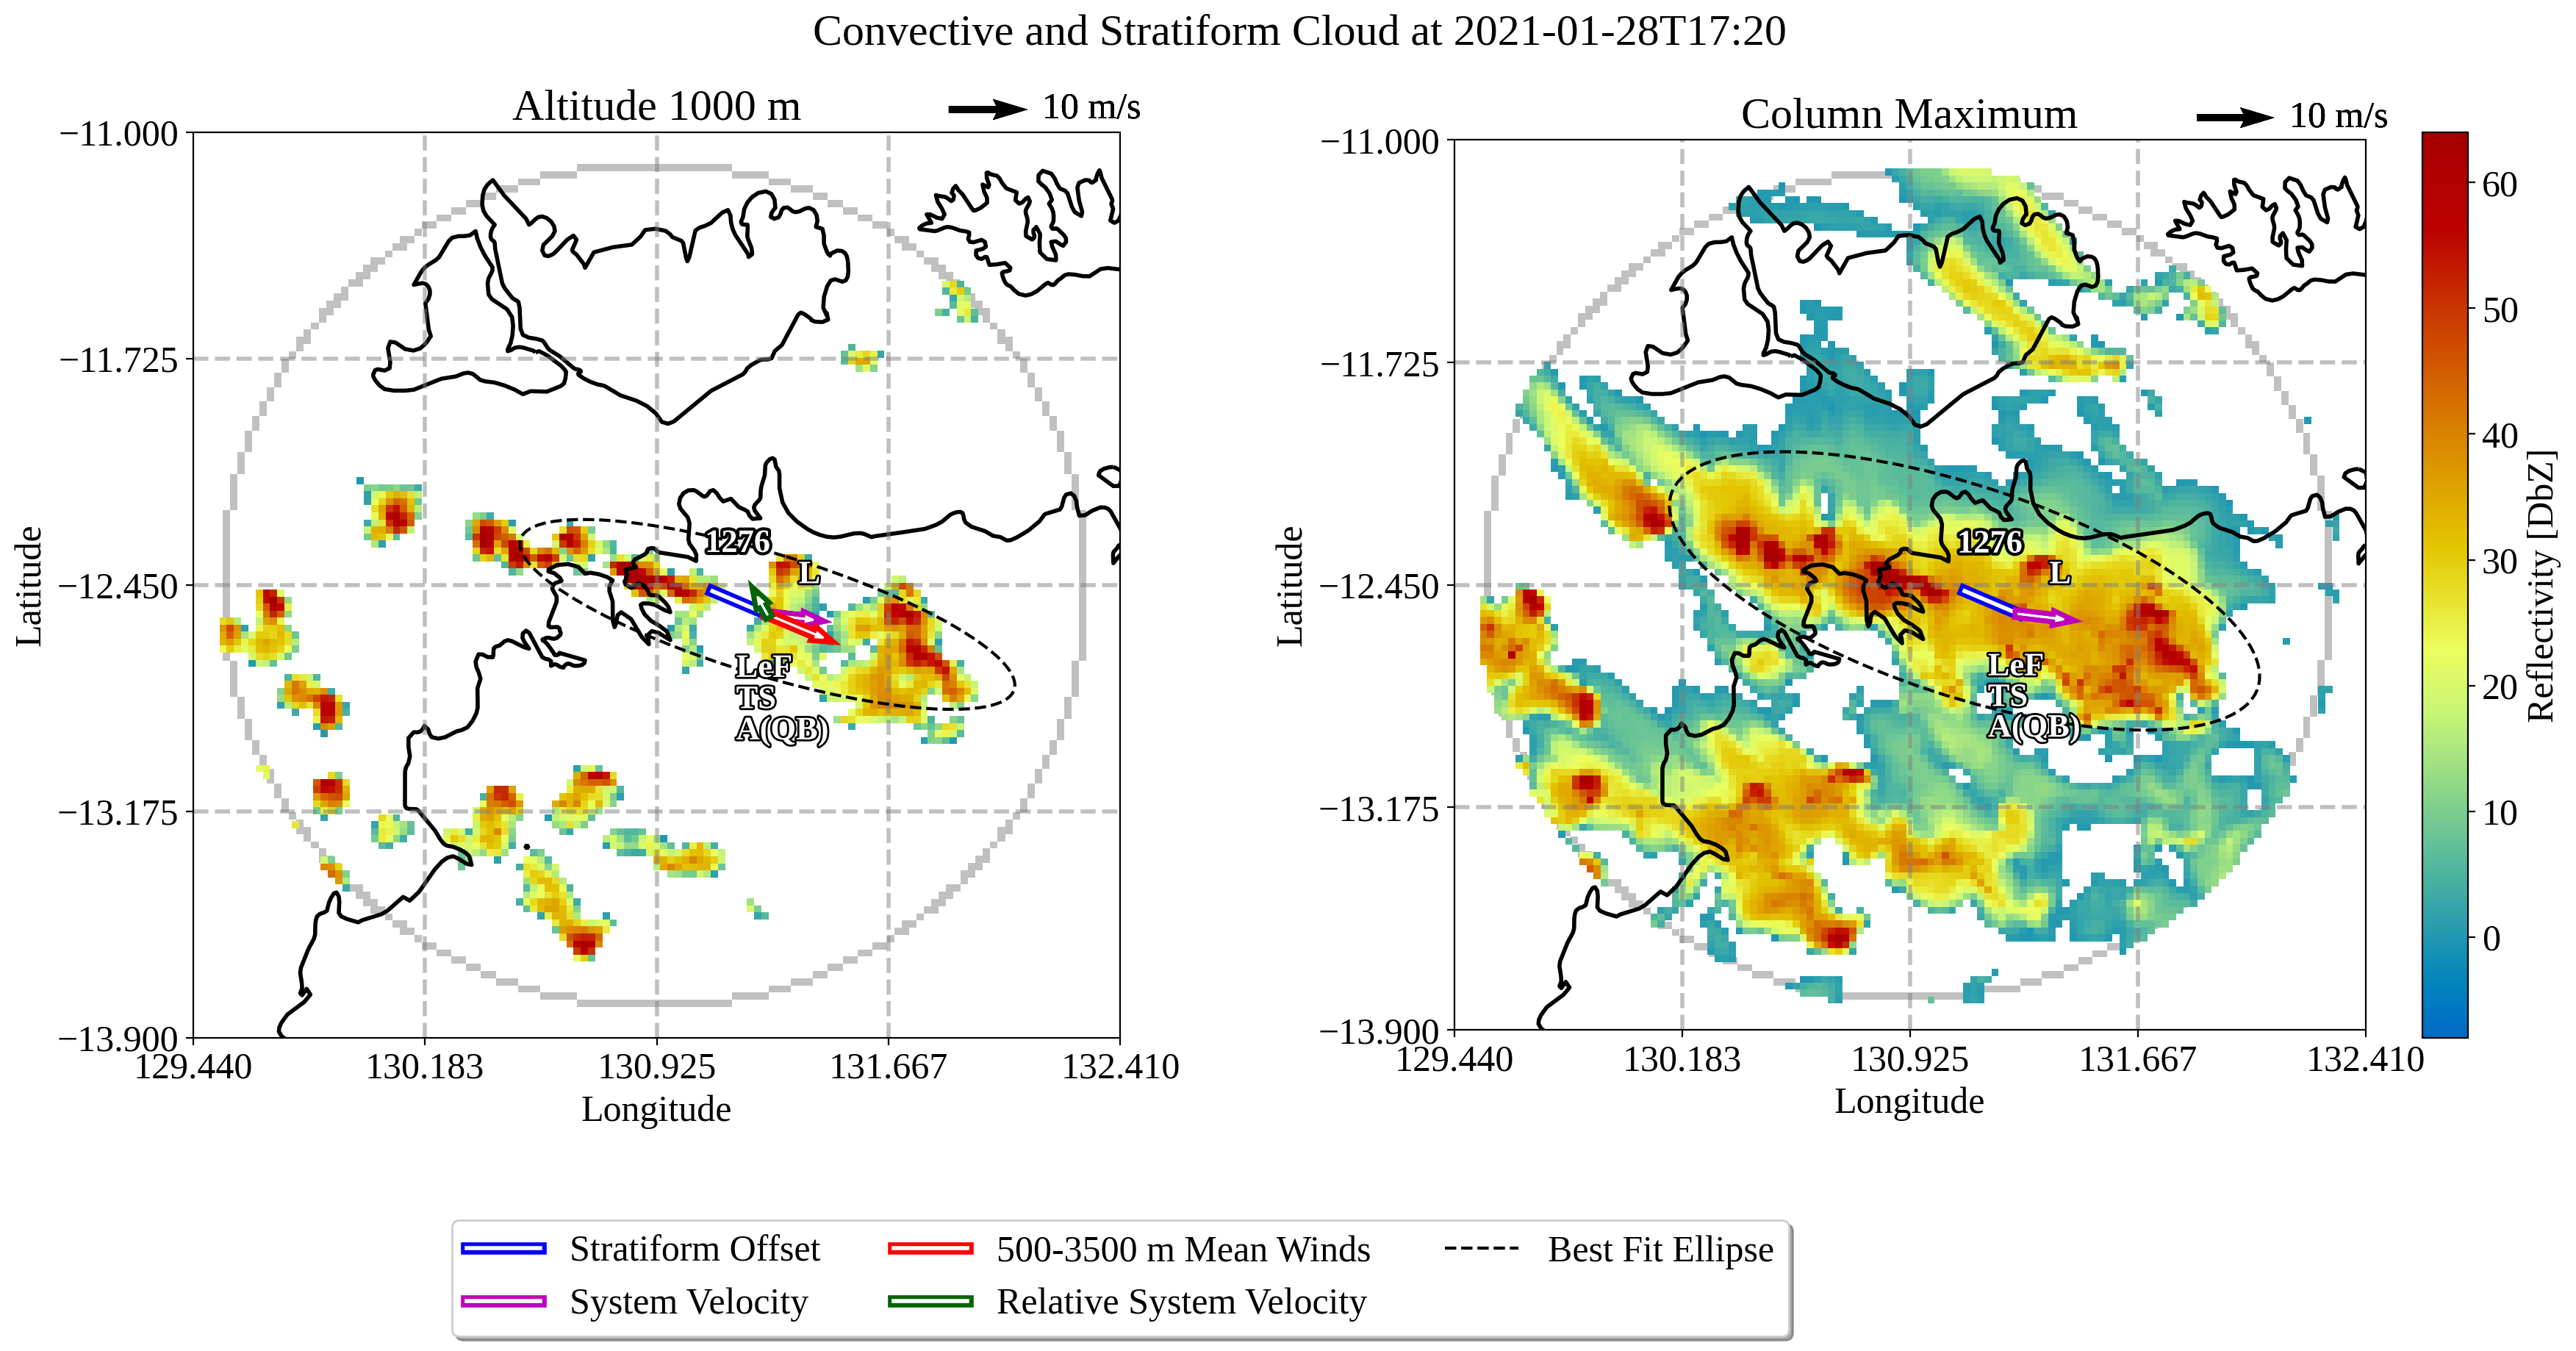 Convective and Stratiform Cloud at 2021-01-28T17:20
Altitude 1000 m
10 m/s
−11.000
−11.725
−12.450
−13.175
−13.900
129.440
130.183
130.925
131.667
132.410
Latitude
Longitude
1276
L
LeF
TS
A(QB)
Column Maximum
10 m/s
−11.000
−11.725
−12.450
−13.175
−13.900
129.440
130.183
130.925
131.667
132.410
Latitude
Longitude
1276
L
LeF
TS
A(QB)
60
50
40
30
20
10
0
Reflectivity [DbZ]
Stratiform Offset
500-3500 m Mean Winds
Best Fit Ellipse
System Velocity
Relative System Velocity